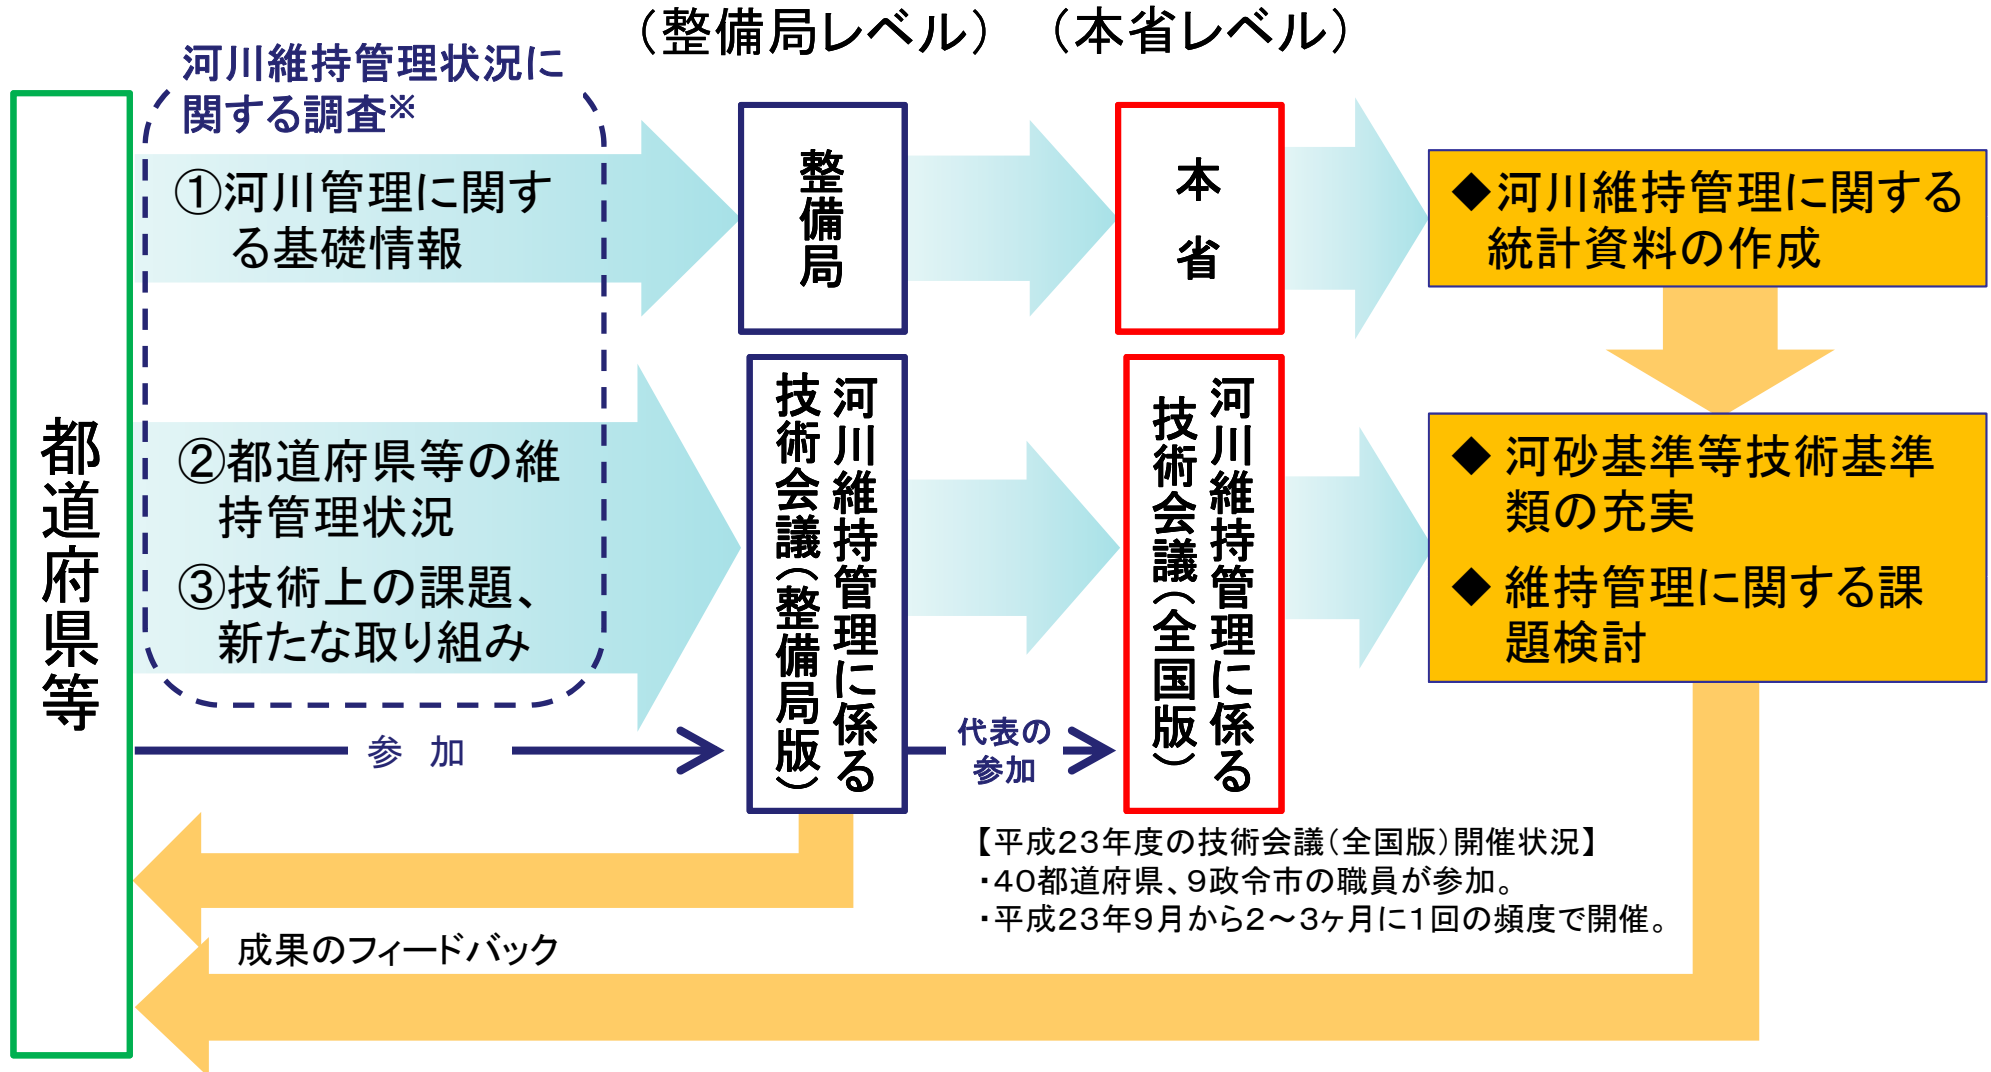 （整備局レベル）
（本省レベル）
河川維持管理状況に
関する調査※
都道府県等
①河川管理に関す
る基礎情報
整備局
本省
◆河川維持管理に関する
統計資料の作成
②都道府県等の維
持管理状況
③技術上の課題、
新たな取り組み
河川維持管理に係る
技術会議（整備局版）
河川維持管理に係る
技術会議（全国版）
◆ 河砂基準等技術基準
類の充実
◆ 維持管理に関する課
題検討
参 加
代表の
参加
【平成２３年度の技術会議（全国版）開催状況】
・４０都道府県、９政令市の職員が参加。
・平成２３年９月から２～３ヶ月に１回の頻度で開催。
成果のフィードバック